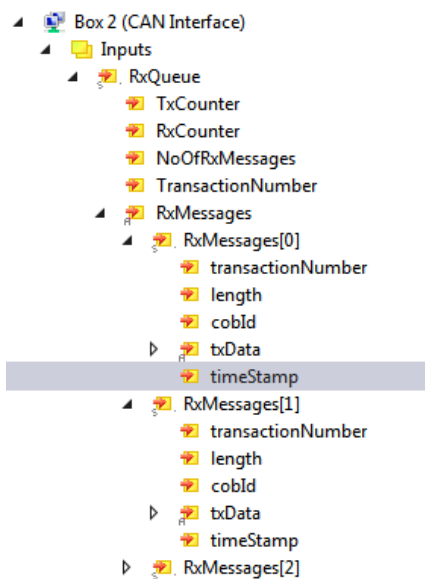 Box 2 (CAN Interface)
Inputs
RxQueue
TxCounter
RxCounter
NoOfRxMessages
TransactionNumber
RxMessages
RxMessages[0]
transactionNumber
length
cobId
txData
timeStamp
RxMessages[1]
transactionNumber
length
cobId
txData
timeStamp
RxMessages[2]